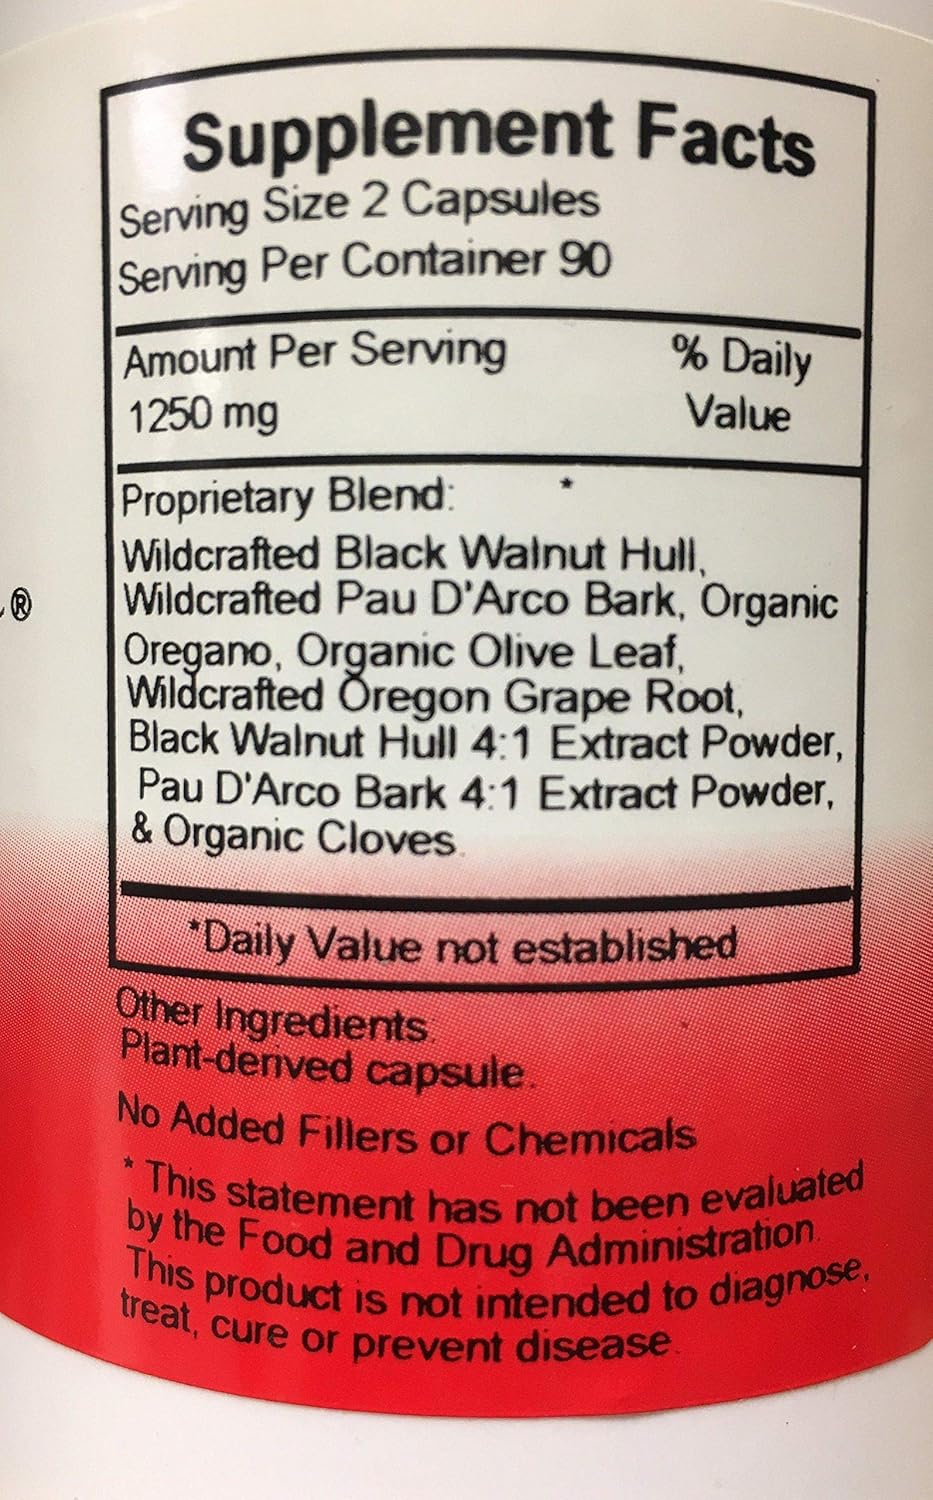 Supplement Facts
Serving Size 2 Capsules
Serving Per Container 90
Amount Per Serving % Daily
1250 mg Value
Proprietary Blend: *
Wildcrafted Black Walnut Hull,
Wildcrafted Pau D'Arco Bark, Organic
®
Oregano, Organic Olive Leaf,
Wildcrafted Oregon Grape Root,
Black Walnut Hull 4:1 Extract Powder,
Pau D'Arco Bark 4:1 Extract Powder,
& Organic Cloves.
*Daily Value not established
Other Ingredients:
Plant-derived capsule.
No Added Fillers or Chemicals
* This statement has not been evaluated
by the Food and Drug Administration.
This product is not intended to diagnose,
treat, cure or prevent disease.